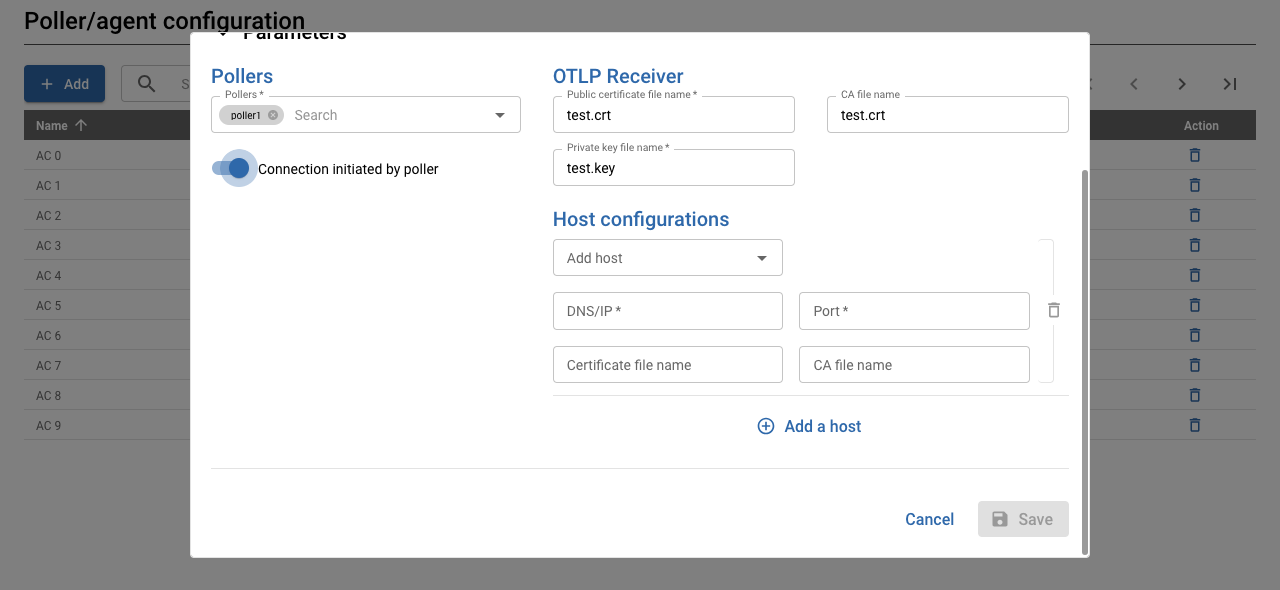 Poller/agent configuration
Parameters
+ Add
S
Name
Action
AC 0
AC 1
AC 2
AC 3
AC 4
AC 5
AC 6
AC 7
AC 8
AC 9
Pollers
Pollers *
poller1
Search
Connection initiated by poller
OTLP Receiver
Public certificate file name *
test.crt
CA file name
test.crt
Private key file name *
test.key
Host configurations
Add host
DNS/IP *
Port *
Certificate file name
CA file name
Add a host
Cancel
Save